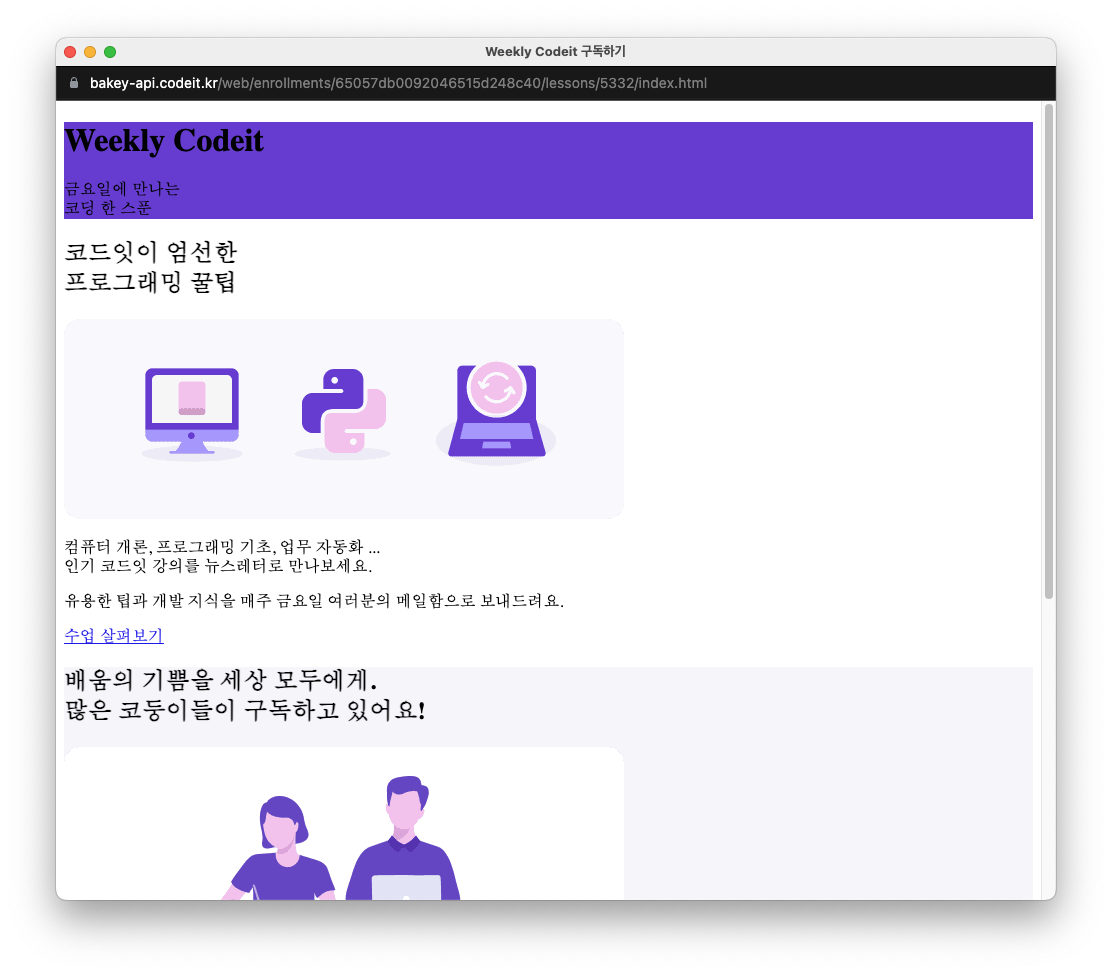 Weekly Codeit 구독하기
bakey-api.codeit.kr/web/enrollments/65057db0092046515d248c40/lessons/5332/index.html
Weekly Codeit
금요일에 만나는
코딩 한 스푼
코드잇이 엄선한
프로그래밍 꿀팁
컴퓨터 개론, 프로그래밍 기초, 업무 자동화 ...
인기 코드잇 강의를 뉴스레터로 만나보세요.
유용한 팁과 개발 지식을 매주 금요일 여러분의 메일함으로 보내드려요.
수업 살펴보기
배움의 기쁨을 세상 모두에게.
많은 코둥이들이 구독하고 있어요!